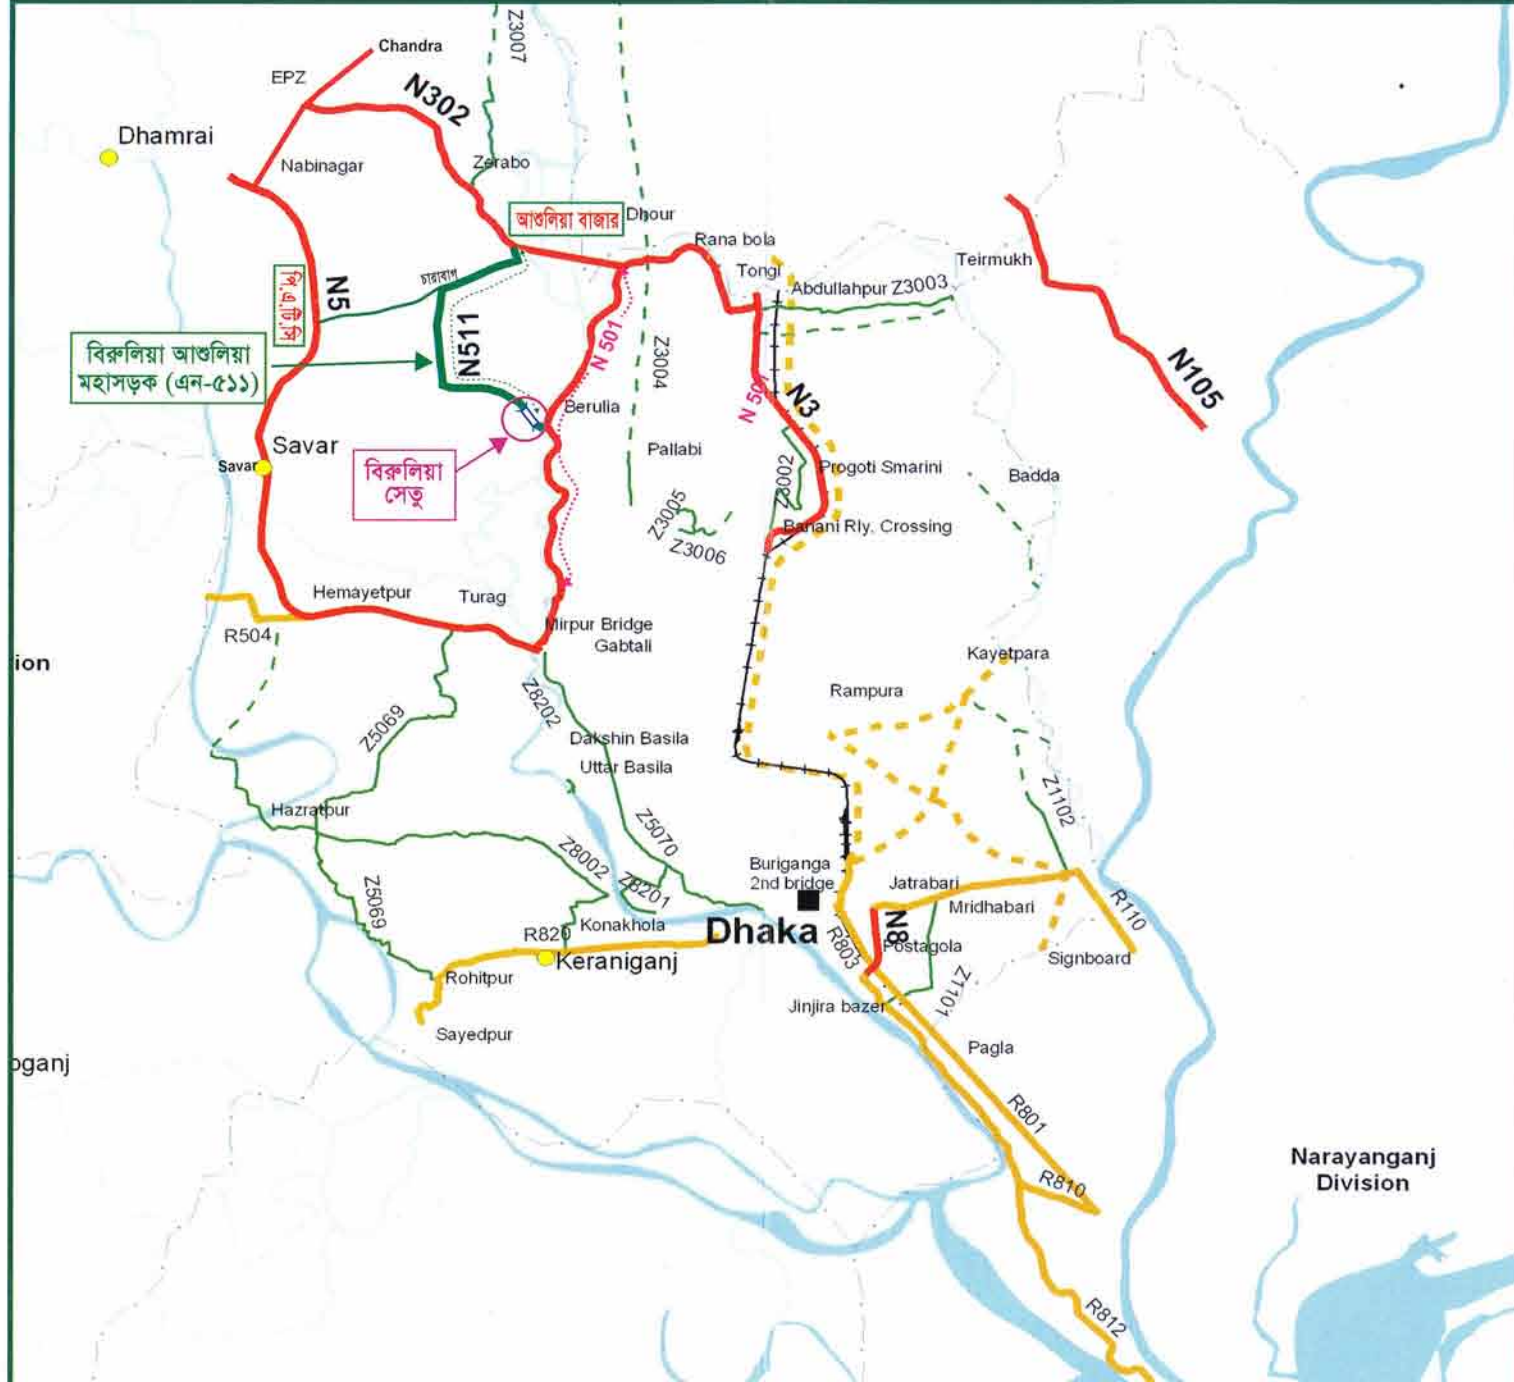 Z3007
Chandra
EPZ
N302
Dhamrai
Nabinagar
Zerabo
আশুলিয়া বাজার
Dhour
Rana bola
Tongi
Teirmukh
Abdullahpur Z3003
চারাবাগ
পি.এ.টি.সি
N5
N511
N 501
Z3004
বিরুলিয়া আশুলিয়া
মহাসড়ক (এন-৫১১)
N 501
N3
N105
Berulia
Savar
Savar
Pallabi
বিরুলিয়া
সেতু
Z3002
Progoti Smarini
Badda
Z3005
Z3006
Banani Rly. Crossing
Hemayetpur
Turag
R504
Mirpur Bridge
Gabtali
ion
Kayetpara
Rampura
Z8202
Z5069
Dakshin Basila
Uttar Basila
Hazratpur
Z1102
Z5070
Z8002
Z8201
Buriganga
2nd bridge
Jatrabari
Mridhabari
R110
Z5069
Konakhola
R820
Dhaka
N8
R803
Postagola
Keraniganj
Signboard
Rohitpur
Z1101
Jinjira bazer
Sayedpur
Pagla
oganj
R801
R810
Narayanganj
Division
R812